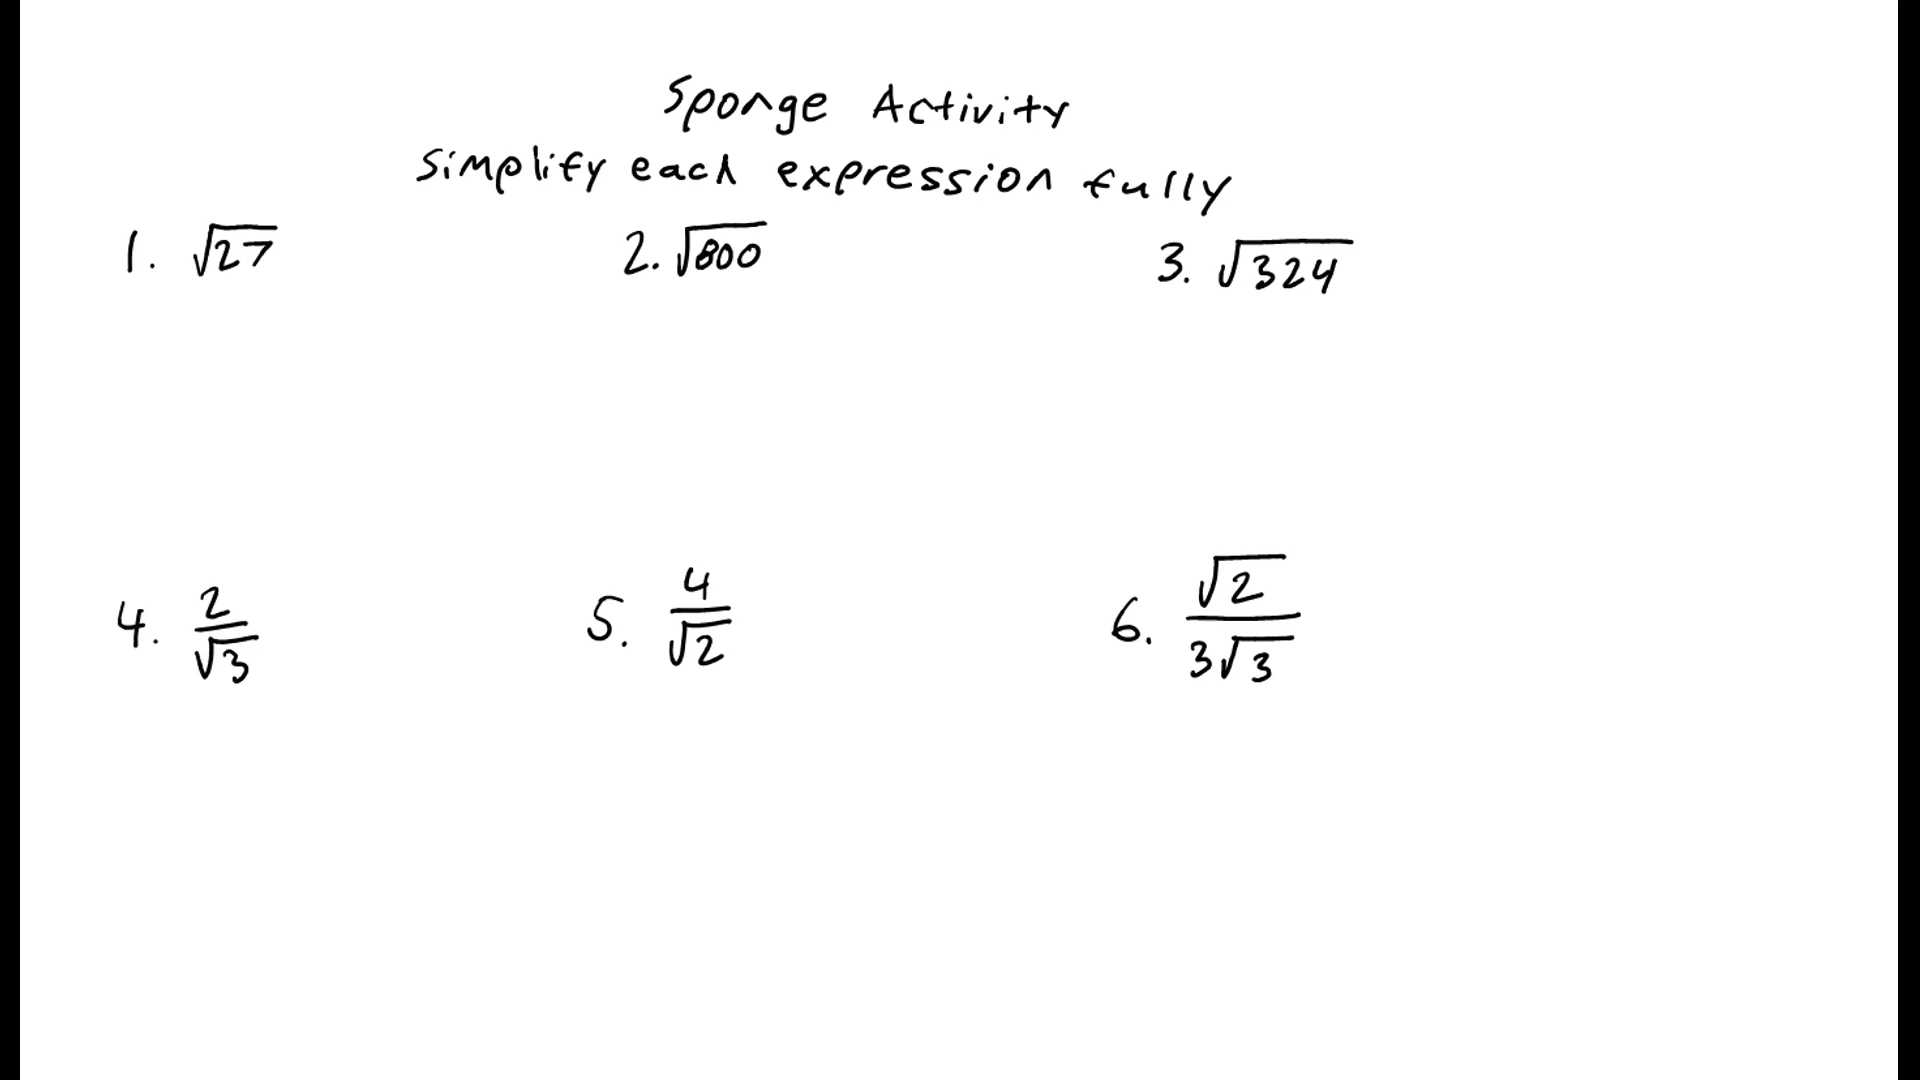 Sponge Activity
simplify each expression fully
1. √27 2. √800 3. √324
4. 2/√3 5. 4/√2 6. √2/3√3